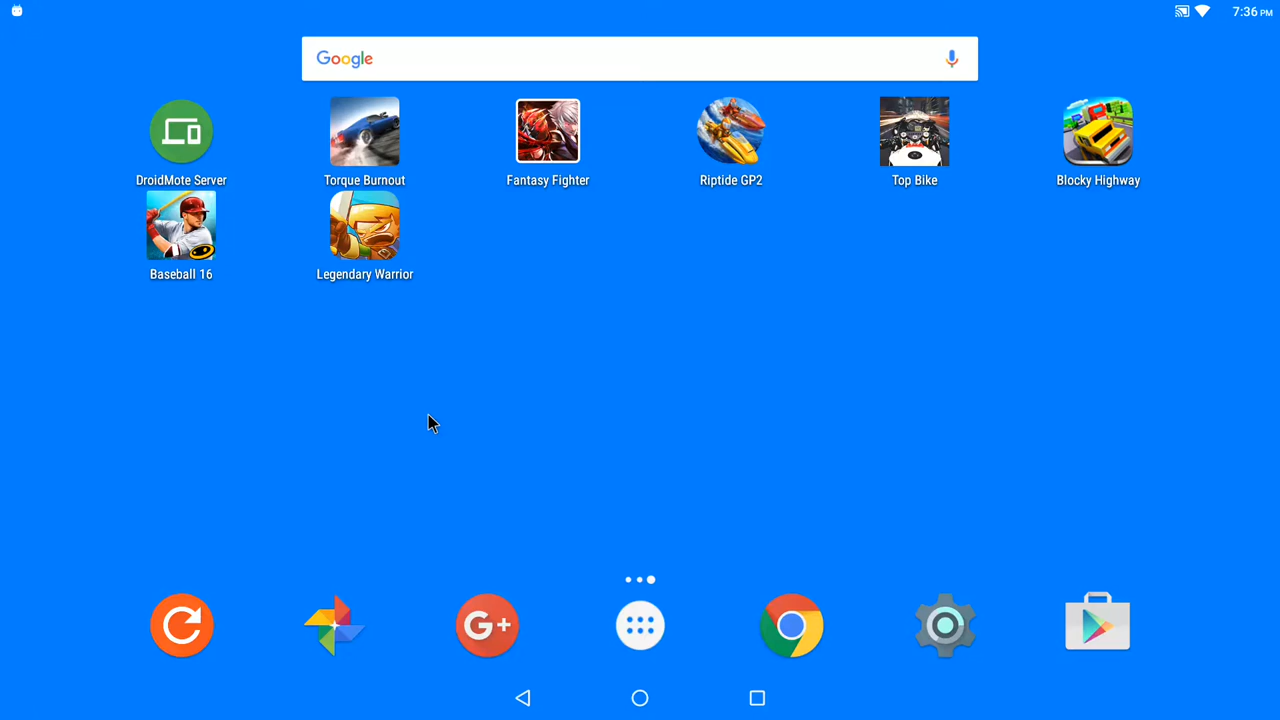 7:36 PM
Google
DroidMote Server
Torque Burnout
Fantasy Fighter
Riptide GP2
Top Bike
Blocky Highway
Baseball 16
Legendary Warrior
G+